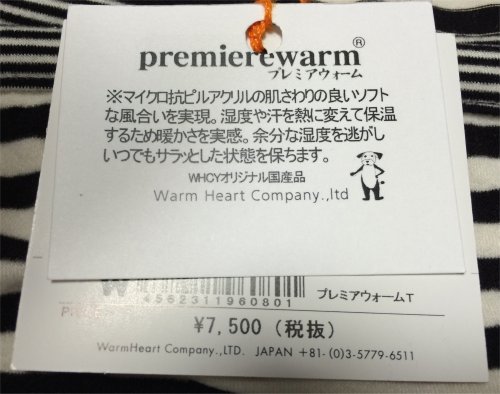 premierewarm®
プレミアウォーム
※マイクロ抗ピルアクリルの肌ざわりの良いソフト
な風合いを実現。湿度や汗を熱に変えて保温
するため暖かさを実感。余分な湿度を逃がし
いつでもサラッとした状態を保ちます。
WHCYオリジナル国産品
Warm Heart Company.,ltd
4562311960801
プレミアウォームT
¥7,500 (税抜)
WarmHeart Company.,LTD. JAPAN +81-(0)3-5779-6511